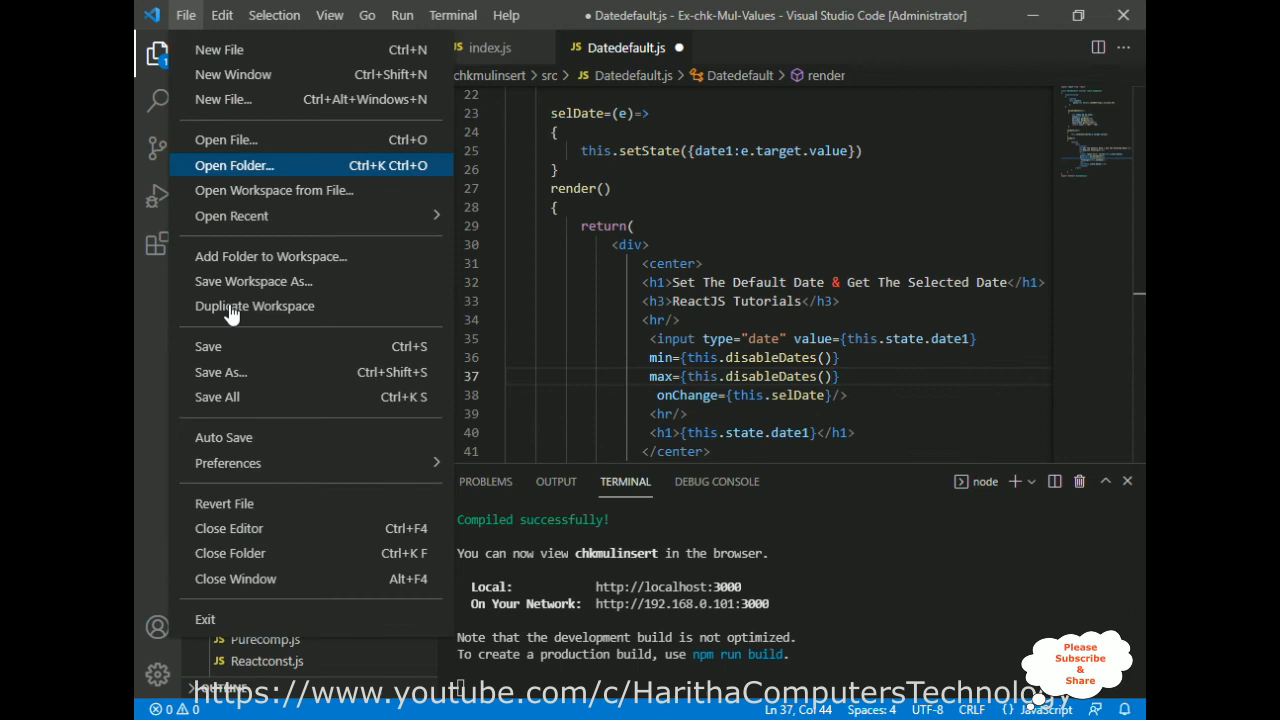 File Edit Selection View Go Run Terminal Help ● Datedefault.js - Ex-chk-Mul-Values - Visual Studio Code [Administrator]
New File Ctrl+N
New Window Ctrl+Shift+N
New File... Ctrl+Alt+Windows+N
Open File... Ctrl+O
Open Folder... Ctrl+K Ctrl+O
Open Workspace from File...
Open Recent
Add Folder to Workspace...
Save Workspace As...
Duplicate Workspace
Save Ctrl+S
Save As... Ctrl+Shift+S
Save All Ctrl+K S
Auto Save
Preferences
Revert File
Close Editor Ctrl+F4
Close Folder Ctrl+K F
Close Window Alt+F4
Exit
Purecomp.js
Reactconst.js
OUTLINE
1
JS index.js JS Datedefault.js
chkmulinsert > src > JS Datedefault.js > Datedefault > render
22
23 selDate=(e)=>
24 {
25 this.setState({date1:e.target.value})
26 }
27 render()
28 {
29 return(
30 <div>
31 <center>
32 <h1>Set The Default Date & Get The Selected Date</h1>
33 <h3>ReactJS Tutorials</h3>
34 <hr/>
35 <input type="date" value={this.state.date1}
36 min={this.disableDates()}
37 max={this.disableDates()}
38 onChange={this.selDate}/>
39 <hr/>
40 <h1>{this.state.date1}</h1>
41 </center>
PROBLEMS OUTPUT TERMINAL DEBUG CONSOLE node
Compiled successfully!
You can now view chkmulinsert in the browser.
Local: http://localhost:3000
On Your Network: http://192.168.0.101:3000
Note that the development build is not optimized.
To create a production build, use npm run build.
Please
Subscribe
&
Share
https://www.youtube.com/c/HarithaComputersTechnology
0 0 Ln 37, Col 44 Spaces: 4 UTF-8 CRLF {} JavaScript